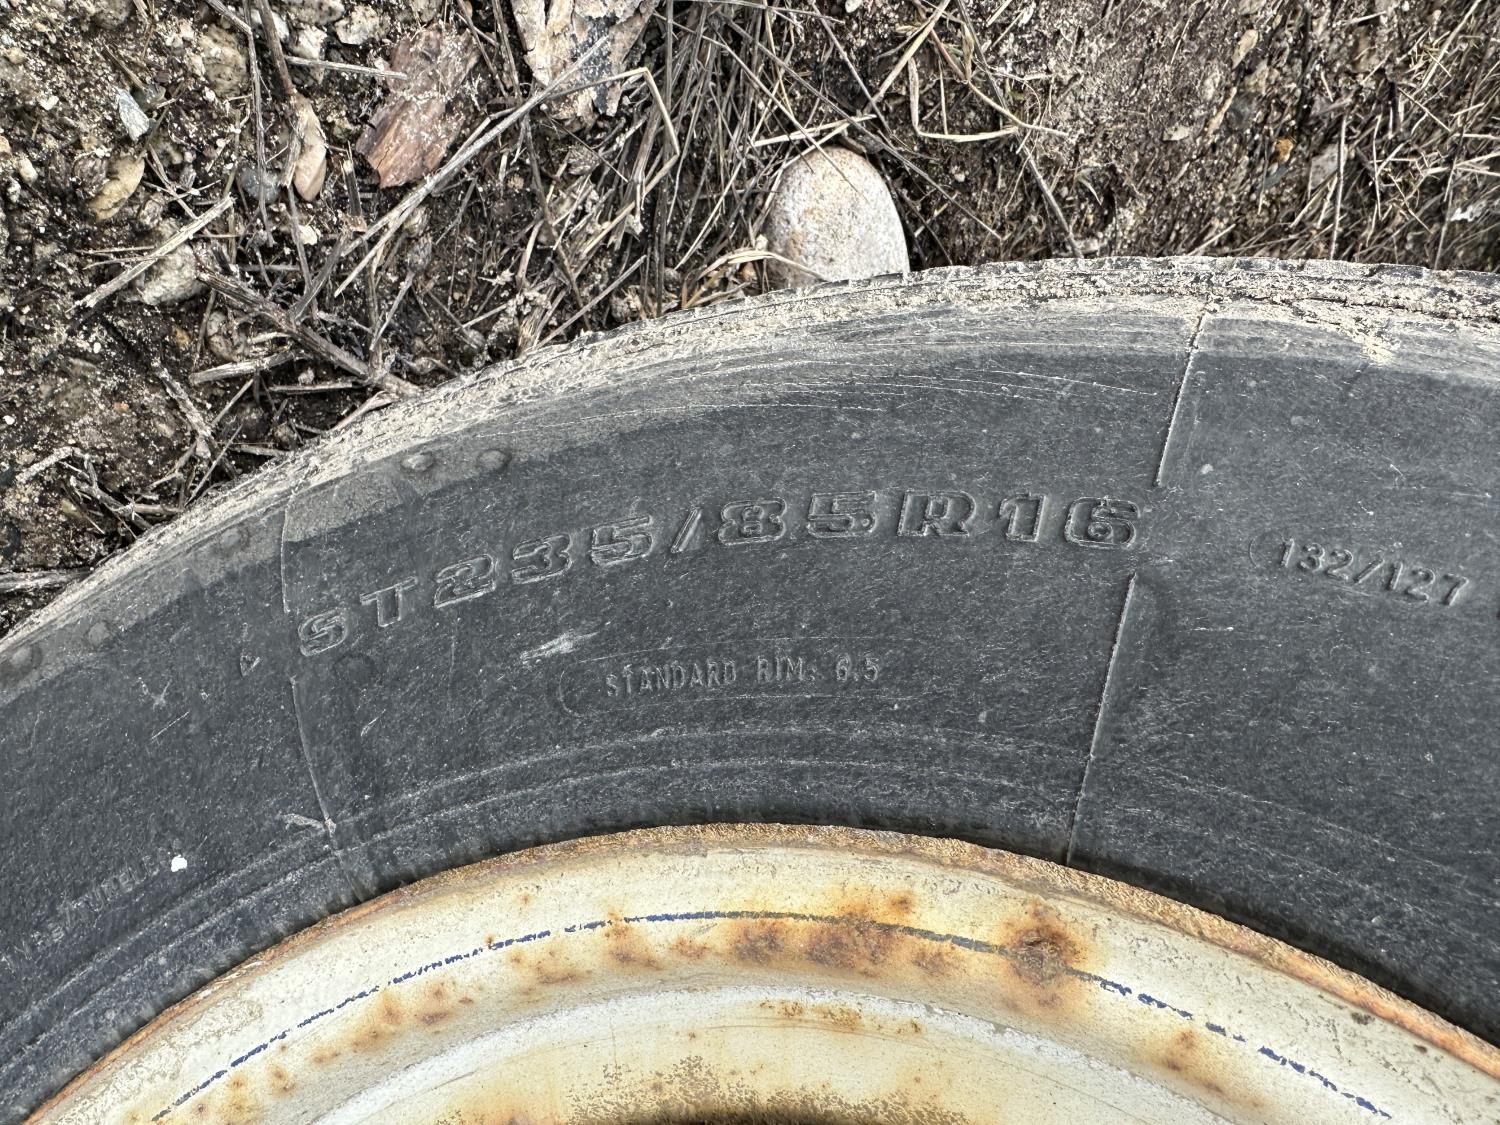 ST235/85R16
132/127
STANDARD RIM: 6.5